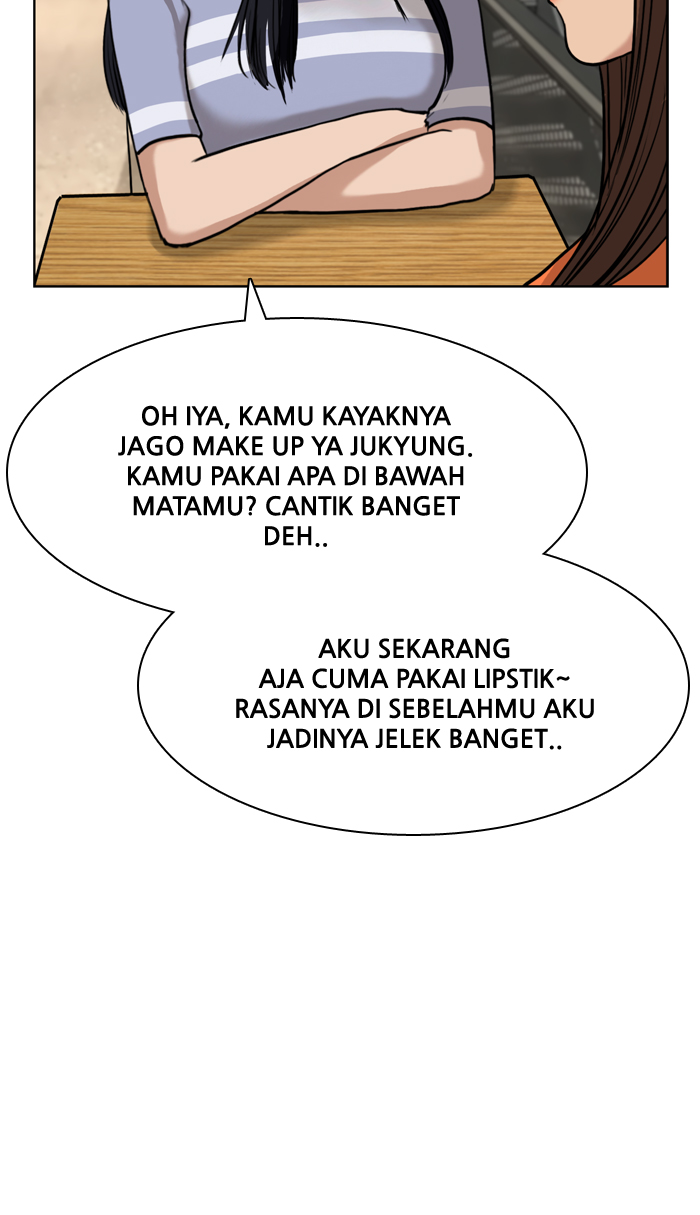 OH IYA, KAMU KAYAKNYA
JAGO MAKE UP YA JUKYUNG.
KAMU PAKAI APA DI BAWAH
MATAMU? CANTIK BANGET
DEH..
AKU SEKARANG
AJA CUMA PAKAI LIPSTIK~
RASANYA DI SEBELAHMU AKU
JADINYA JELEK BANGET..